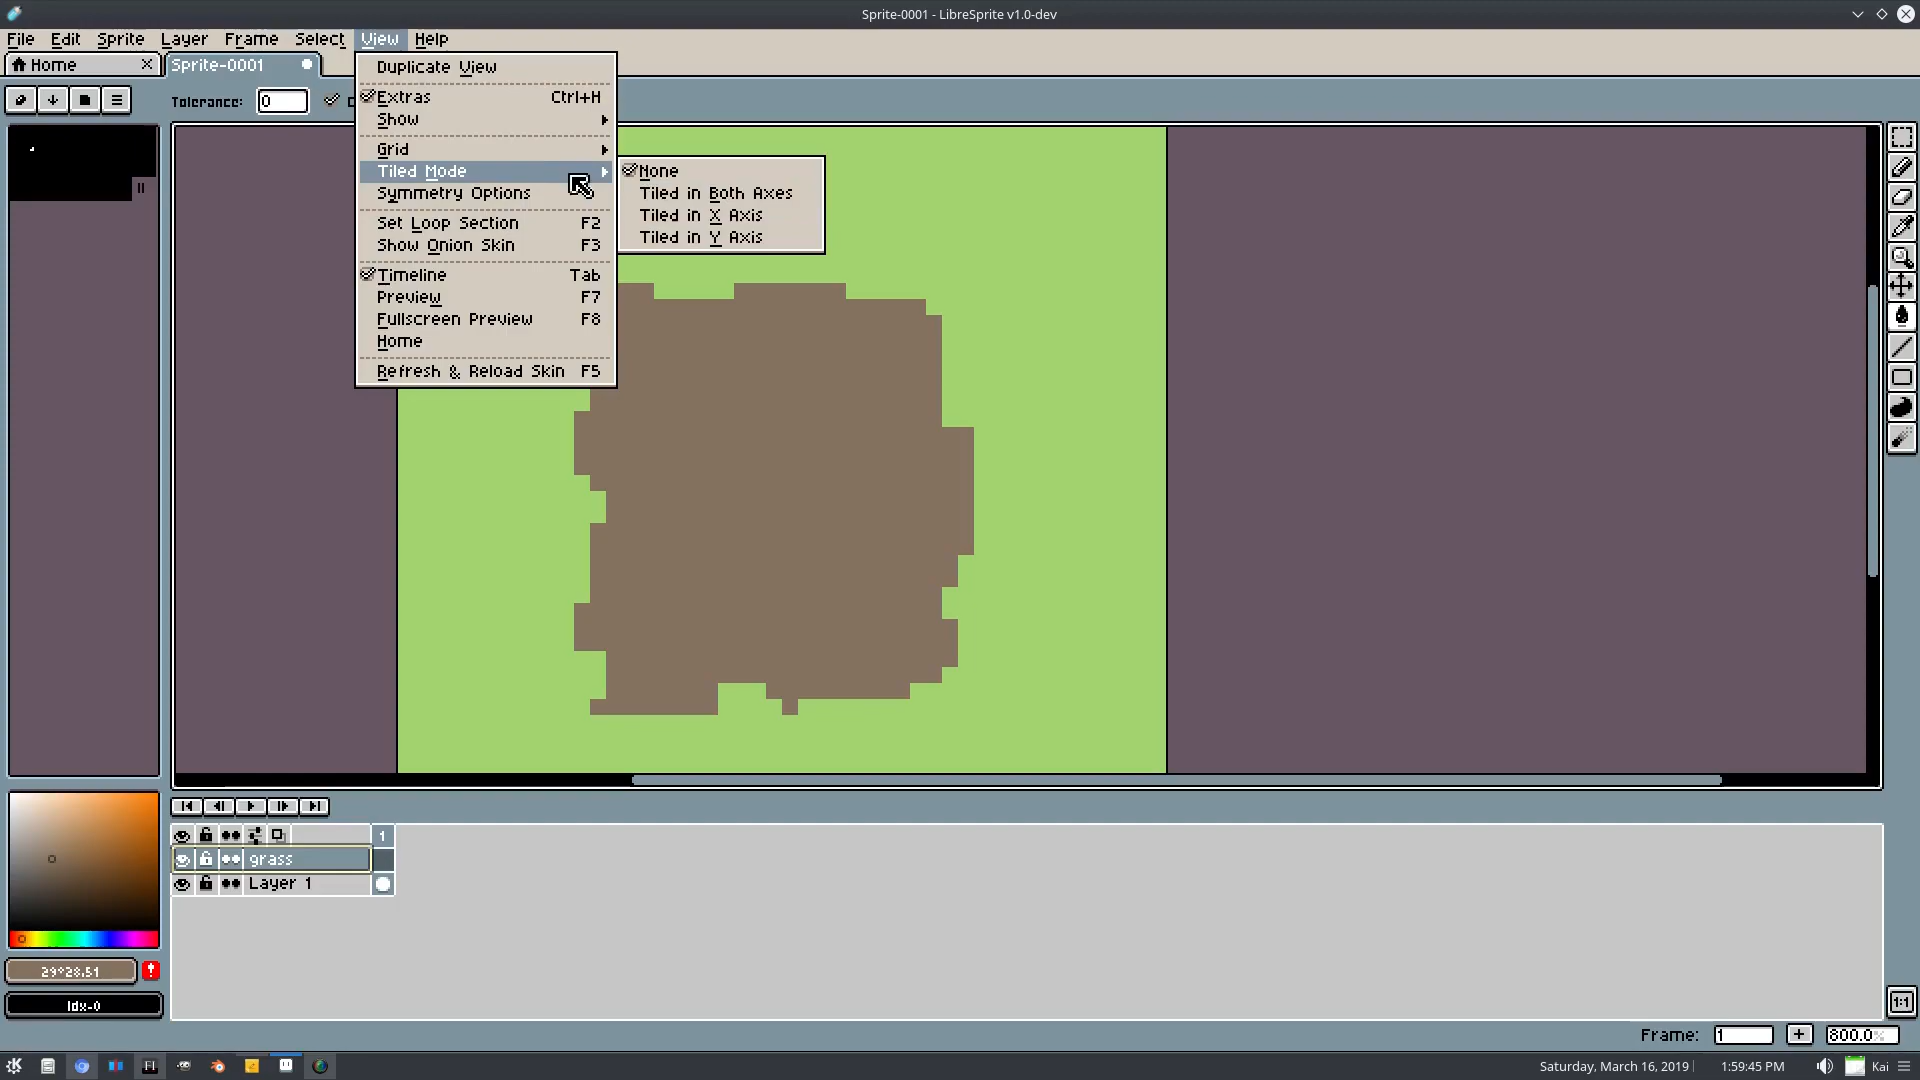 Sprite-0001 - LibreSprite v1.0-dev
File Edit Sprite Layer Frame Select View Help
Home Sprite-0001
Tolerance: 0
Duplicate View
Extras Ctrl+H
Show
Grid
Tiled Mode
Symmetry Options
Set Loop Section F2
Show Onion Skin F3
Timeline Tab
Preview F7
Fullscreen Preview F8
Home
Refresh & Reload Skin F5
None
Tiled in Both Axes
Tiled in X Axis
Tiled in Y Axis
1
grass
Layer 1
29°28.51
Idx-0
1:1
Frame: 1 + 800.0%
Saturday, March 16, 2019 1:59:45 PM Kai